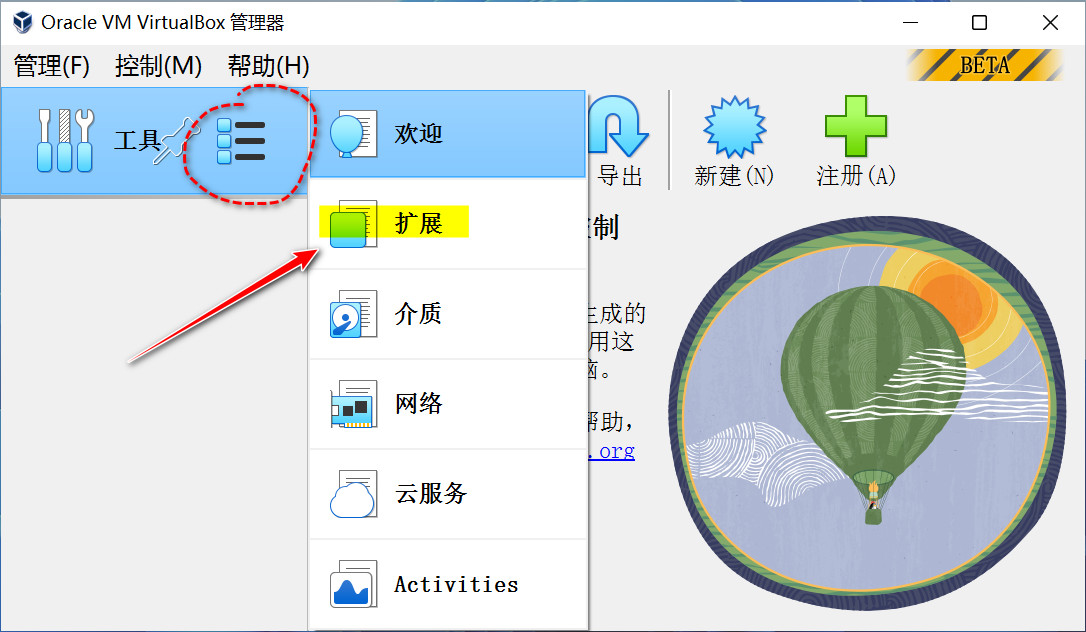 Oracle VM VirtualBox 管理器
管理(F) 控制(M) 帮助(H)
BETA
工具
欢迎
导出
新建(N)
注册(A)
扩展
制
介质
生成的
用这
网络
帮助,
.org
云服务
Activities